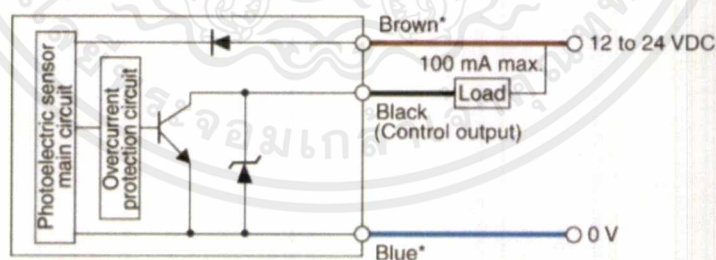 Brown*
12 to 24 VDC
100 mA max.
Load
Black
(Control output)
Photoelectric sensor
main circuit
Overcurrent
protection circuit
0 V
Blue*